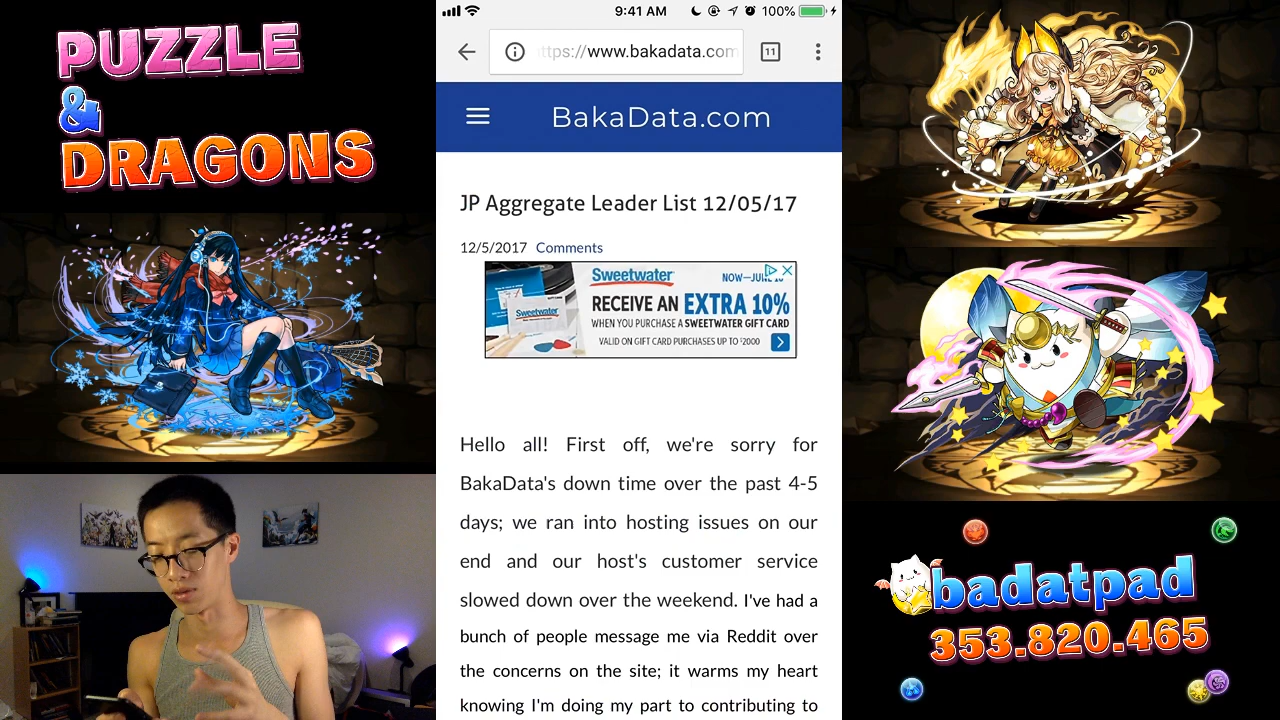 PUZZLE
&
DRAGONS
9:41 AM
100%
11
ttps://www.bakadata.com
BakaData.com
JP Aggregate Leader List 12/05/17
12/5/2017 Comments
Sweetwater
NOW—JUNE
RECEIVE AN EXTRA 10%
WHEN YOU PURCHASE A SWEETWATER GIFT CARD
VALID ON GIFT CARD PURCHASES UP TO $2000
Sweetwater
Hello all! First off, we're sorry for
BakaData's down time over the past 4-5
days; we ran into hosting issues on our
end and our host's customer service
slowed down over the weekend. I've had a
bunch of people message me via Reddit over
the concerns on the site; it warms my heart
knowing I'm doing my part to contributing to
badatpad
353.820.465